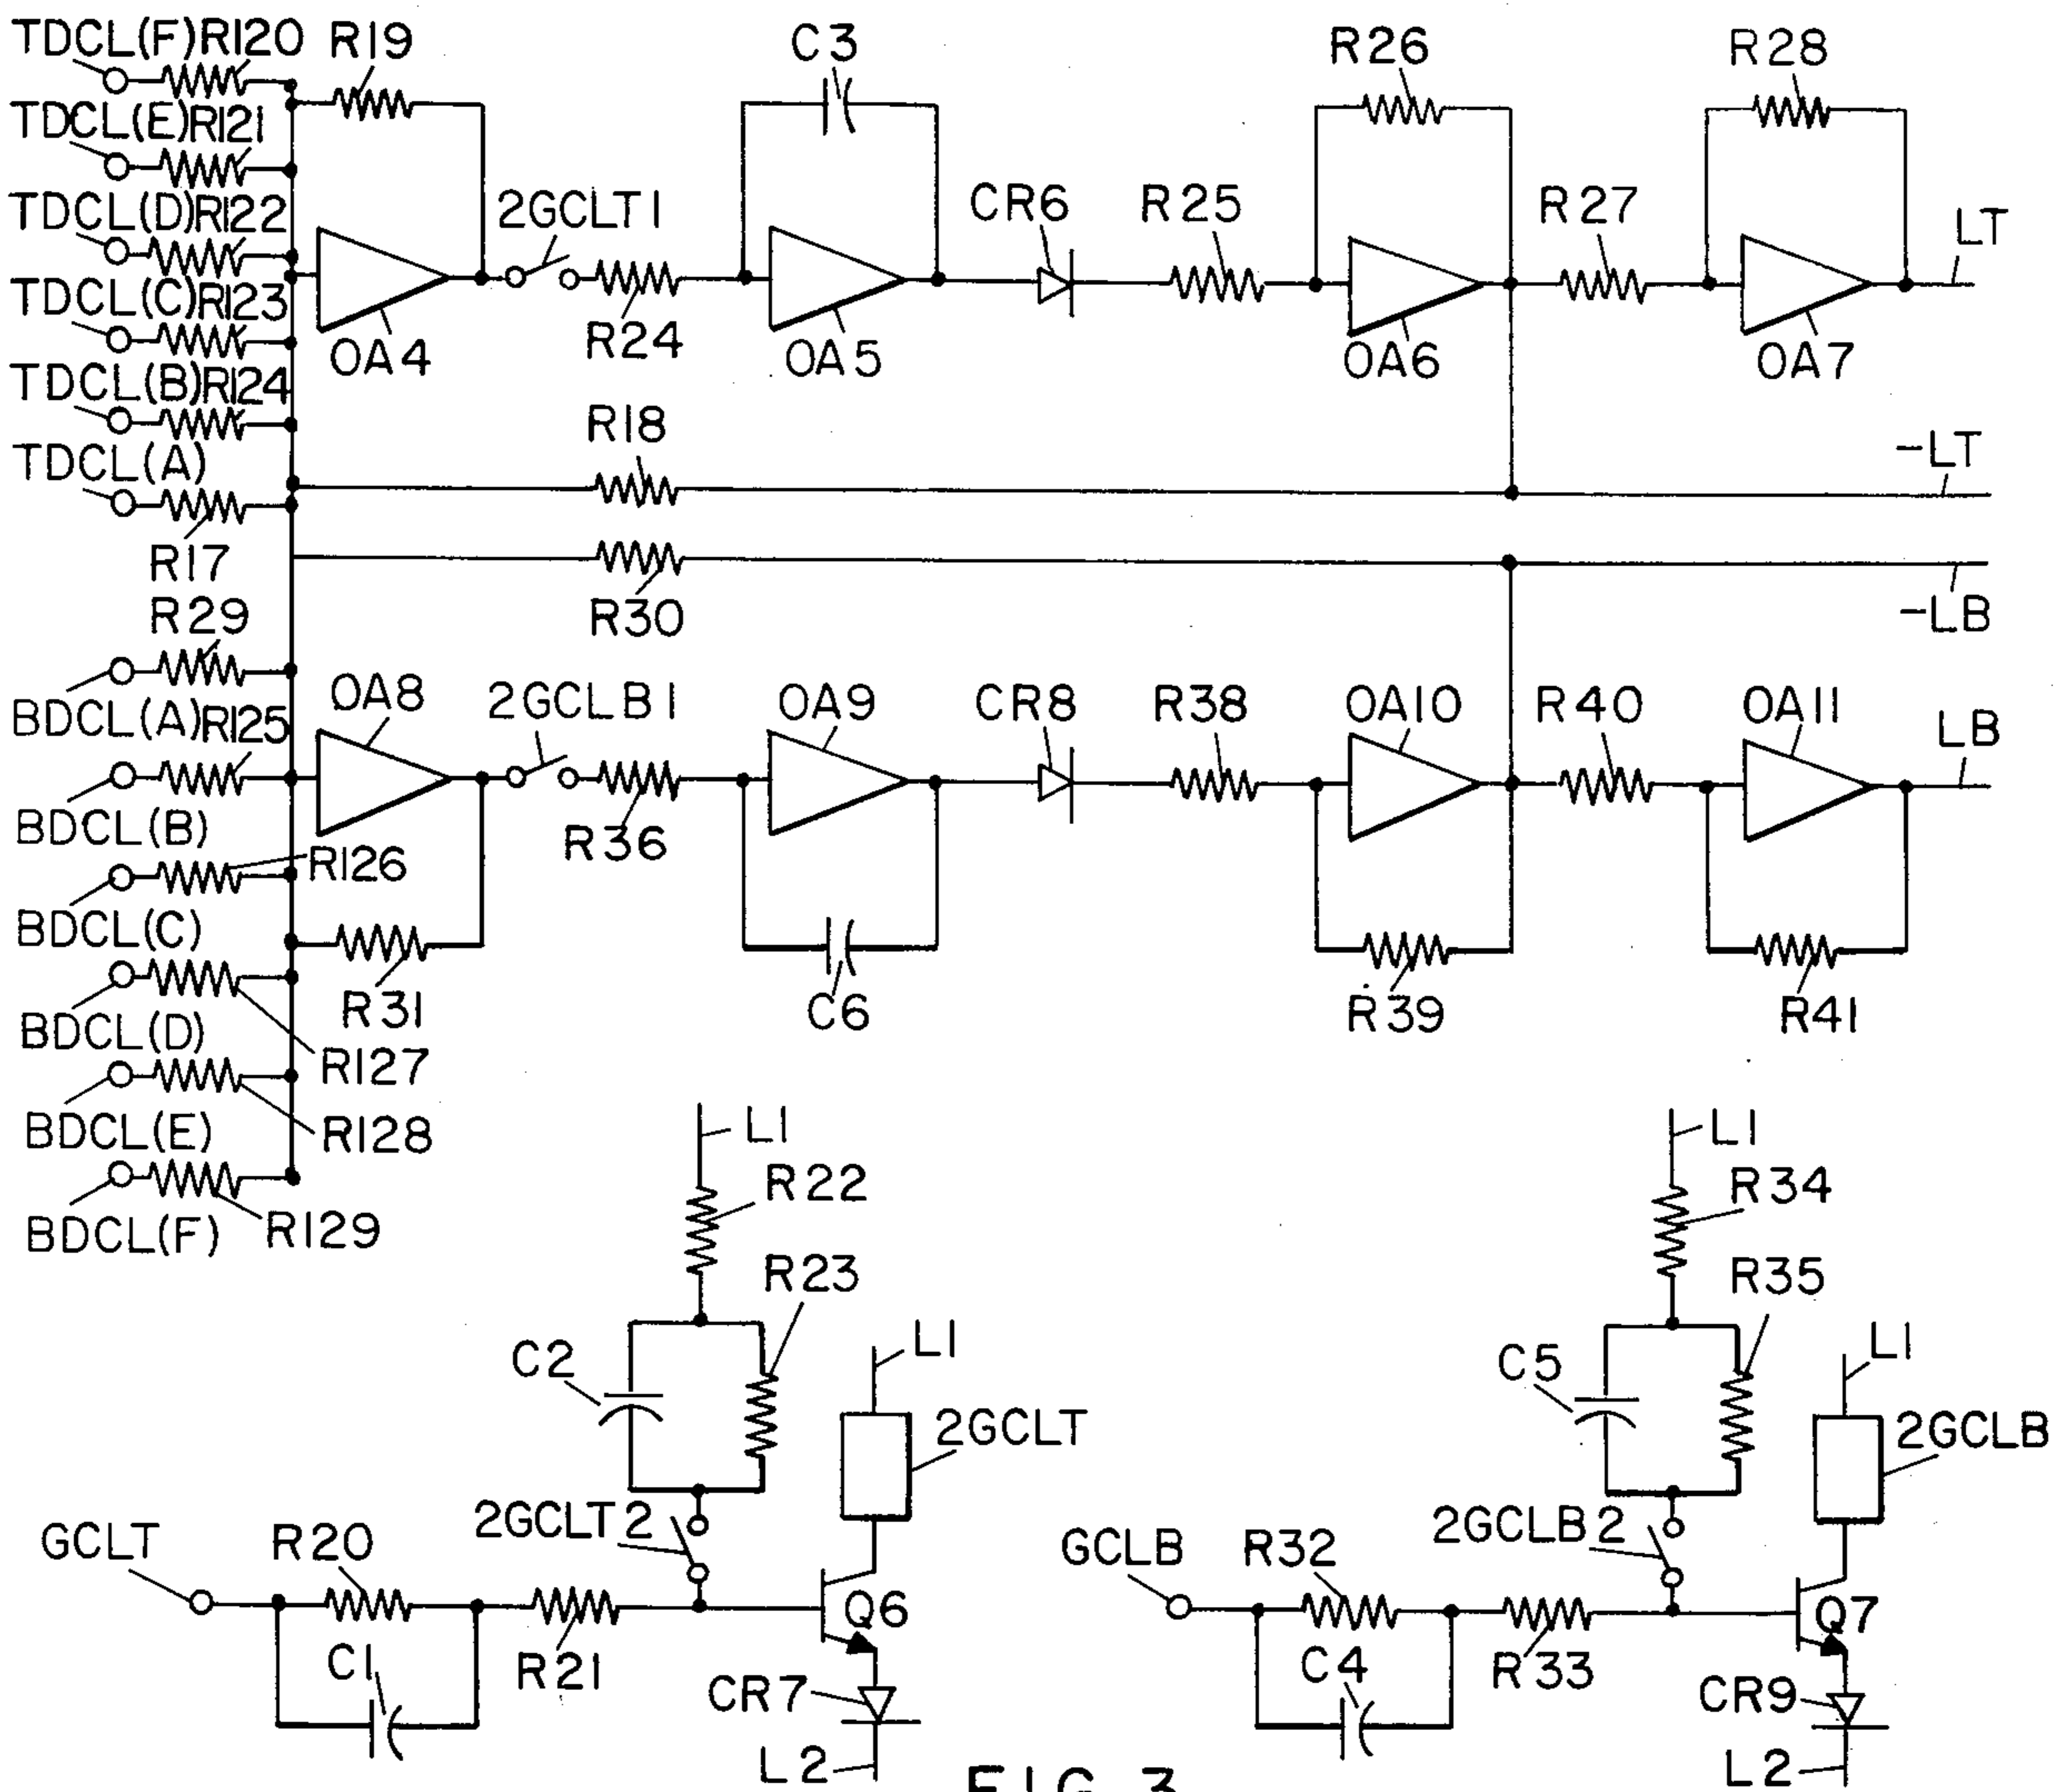 TDCL(F) R120 R19 C3 R26 R28
TDCL(E) R121
TDCL(D) R122 2GCLT1 CR6 R25 R27 LT
TDCL(C) R123 R24
OA4 OA5 OA6 OA7
TDCL(B) R124
R18
TDCL(A) -LT
R17
R29 R30 -LB
OA8 2GCLB1 OA9 CR8 R38 OA10 R40 OA11 LB
BDCL(A) R125
BDCL(B) R36
R126
BDCL(C)
R31 C6 R39 R41
BDCL(D)
R127
BDCL(E) R128
L1 L1
R22 R34
BDCL(F) R129
R23 R35
C2 L1 C5 L1
2GCLT 2GCLB
GCLT R20 2GCLT2 GCLB R32 2GCLB2
Q6 Q7
C1 R21 C4 R33
CR7 CR9
L2 L2
FIG. 3